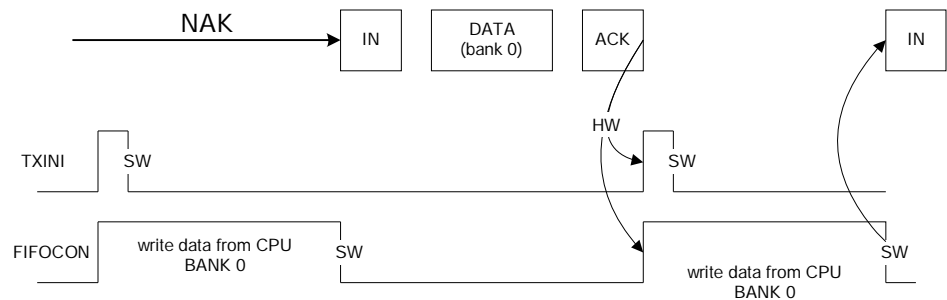 NAK
IN
DATA
(bank 0)
ACK
IN
HW
TXINI
SW
SW
FIFOCON
write data from CPU
BANK 0
SW
write data from CPU
BANK 0
SW